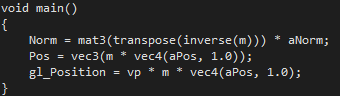 void main()
{
    Norm = mat3(transpose(inverse(m))) * aNorm;
    Pos = vec3(m * vec4(aPos, 1.0));
    gl_Position = vp * m * vec4(aPos, 1.0);
}